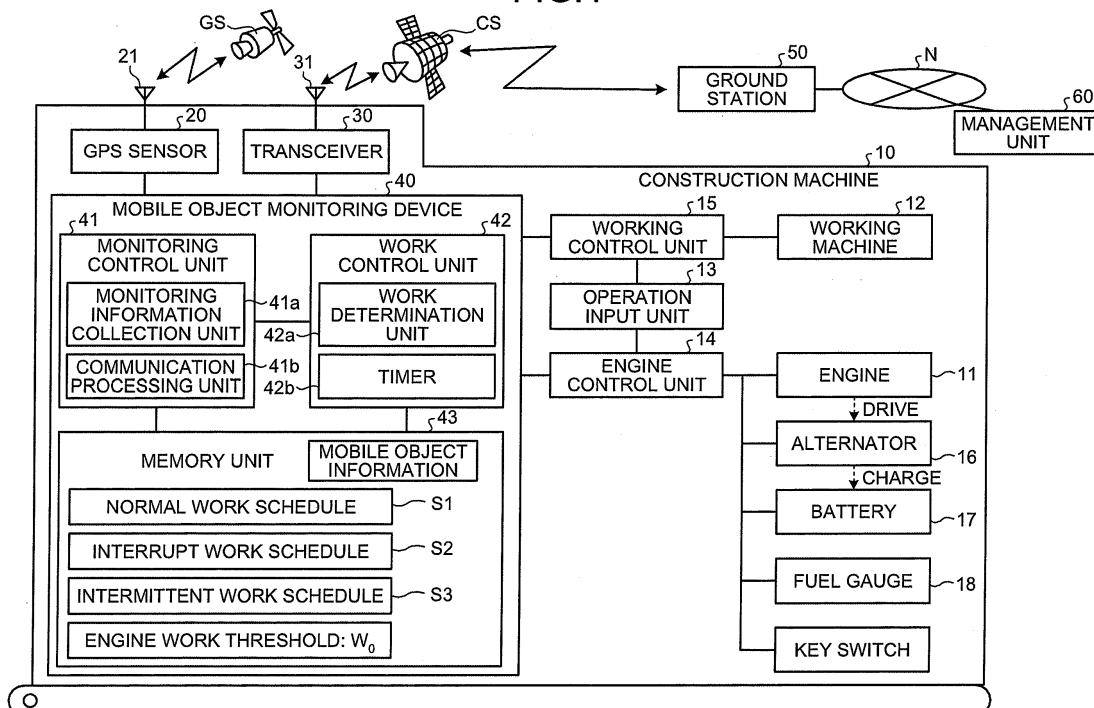 GS
CS
21
31
50
N
GROUND
STATION
60
MANAGEMENT
UNIT
20
30
GPS SENSOR
TRANSCEIVER
10
CONSTRUCTION MACHINE
40
MOBILE OBJECT MONITORING DEVICE
41
MONITORING
CONTROL UNIT
MONITORING
INFORMATION
COLLECTION UNIT
41a
COMMUNICATION
PROCESSING UNIT
41b
42
WORK
CONTROL UNIT
WORK
DETERMINATION
UNIT
42a
TIMER
42b
15
WORKING
CONTROL UNIT
12
WORKING
MACHINE
13
OPERATION
INPUT UNIT
14
ENGINE
CONTROL UNIT
ENGINE
11
DRIVE
ALTERNATOR
16
CHARGE
BATTERY
17
FUEL GAUGE
18
KEY SWITCH
43
MEMORY UNIT
MOBILE OBJECT
INFORMATION
NORMAL WORK SCHEDULE
S1
INTERRUPT WORK SCHEDULE
S2
INTERMITTENT WORK SCHEDULE
S3
ENGINE WORK THRESHOLD: W₀